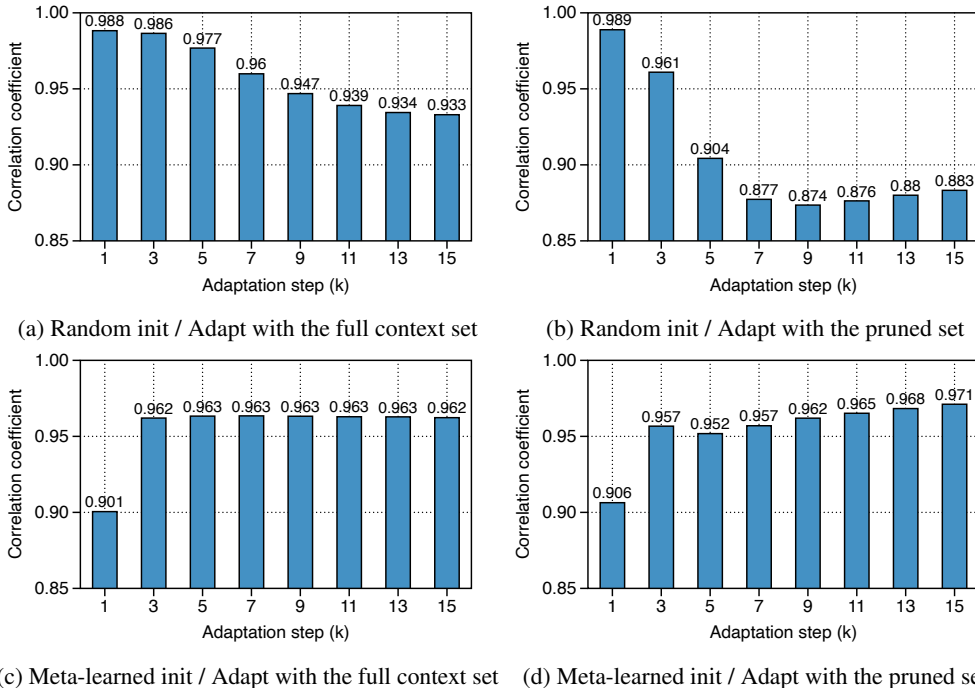 1.00 0.988 0.986 0.977 0.96 0.947 0.939 0.934 0.933
0.95
0.90
0.85
Correlation coefficient
1 3 5 7 9 11 13 15
Adaptation step (k)
(a) Random init / Adapt with the full context set
1.00 0.989 0.961 0.904 0.877 0.874 0.876 0.88 0.883
0.95
0.90
0.85
Correlation coefficient
1 3 5 7 9 11 13 15
Adaptation step (k)
(b) Random init / Adapt with the pruned set
1.00
0.901 0.962 0.963 0.963 0.963 0.963 0.963 0.962
0.95
0.90
0.85
Correlation coefficient
1 3 5 7 9 11 13 15
Adaptation step (k)
(c) Meta-learned init / Adapt with the full context set
1.00
0.906 0.957 0.952 0.957 0.962 0.965 0.968 0.971
0.95
0.90
0.85
Correlation coefficient
1 3 5 7 9 11 13 15
Adaptation step (k)
(d) Meta-learned init / Adapt with the pruned se